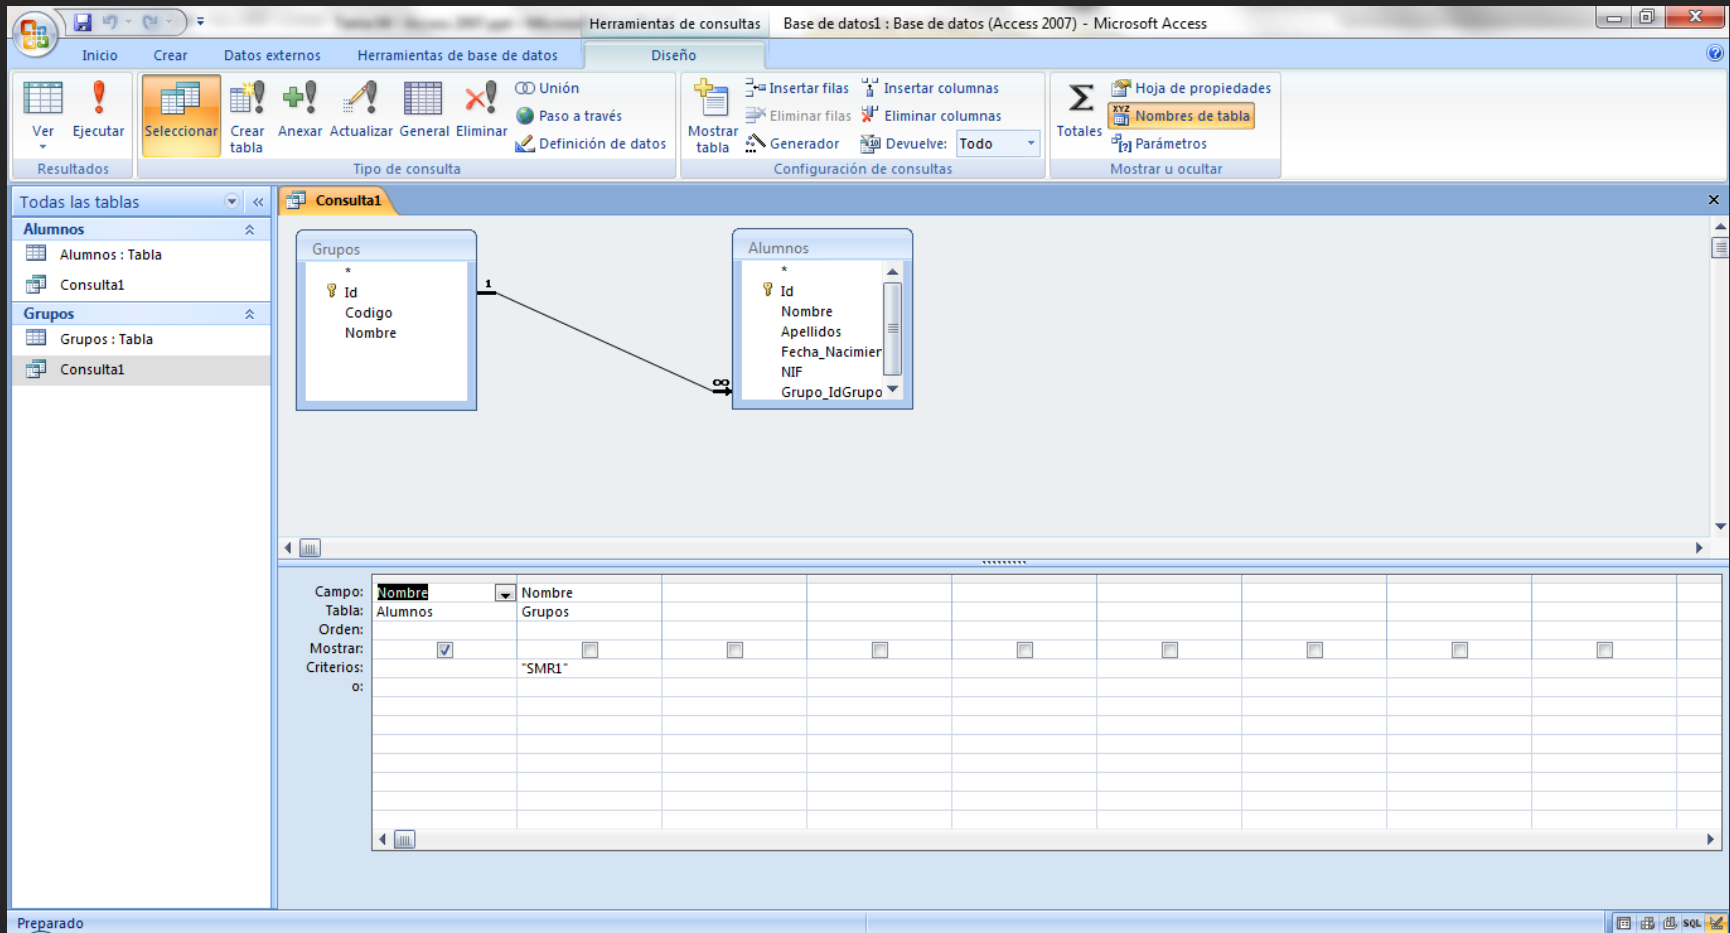 Herramientas de consultas Base de datos1 : Base de datos (Access 2007) - Microsoft Access
Inicio Crear Datos externos Herramientas de base de datos Diseño
Ver Ejecutar
Resultados
Seleccionar Crear tabla Anexar Actualizar General Eliminar
Unión
Paso a través
Definición de datos
Tipo de consulta
Mostrar tabla
Insertar filas
Eliminar filas
Generador
Insertar columnas
Eliminar columnas
Devuelve: Todo
Configuración de consultas
Σ
Totales
Hoja de propiedades
XYZ
Nombres de tabla
[?] Parámetros
Mostrar u ocultar
Todas las tablas
Alumnos
Alumnos : Tabla
Consulta1
Grupos
Grupos : Tabla
Consulta1
Consulta1
Grupos
*
Id
Codigo
Nombre
1
∞
Alumnos
*
Id
Nombre
Apellidos
Fecha_Nacimier
NIF
Grupo_IdGrupo
Campo: Nombre Nombre
Tabla: Alumnos Grupos
Orden:
Mostrar:
Criterios: "SMR1"
o:
Preparado
SQL